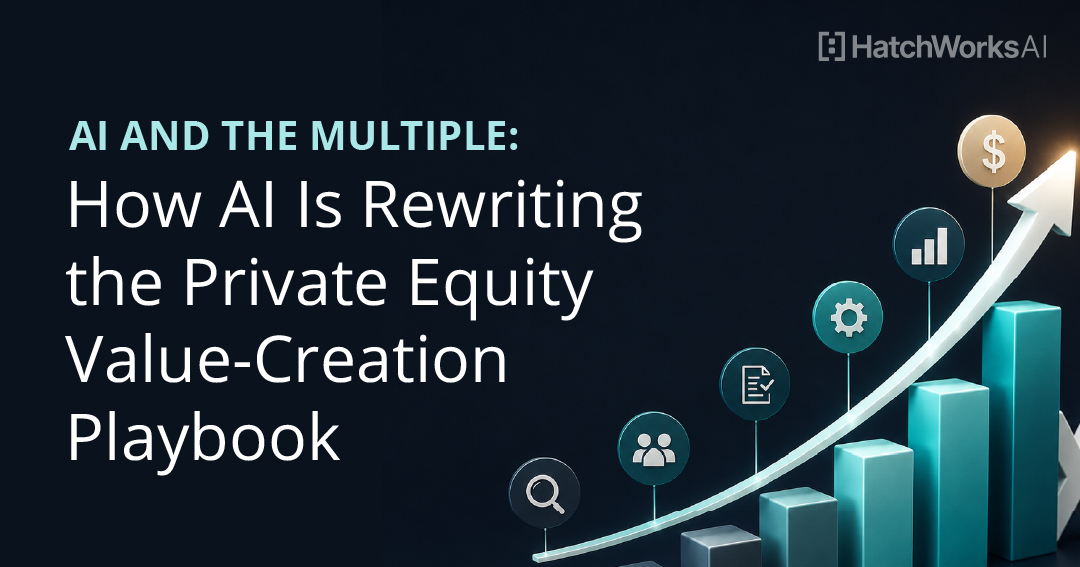 HatchWorksAI
AI AND THE MULTIPLE:
How AI Is Rewriting
the Private Equity
Value-Creation
Playbook
$